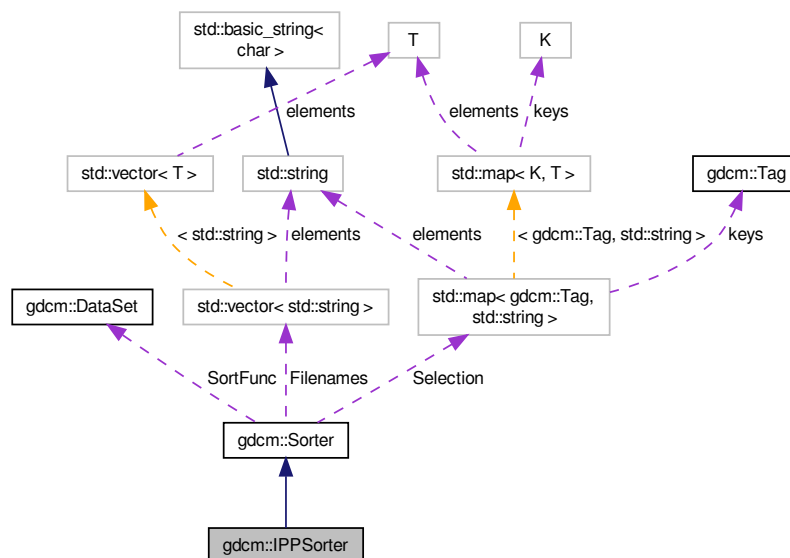 std::basic_string<
char >
T
K
elements
elements
keys
std::vector< T >
std::string
std::map< K, T >
gdcm::Tag
< std::string >
elements
elements
< gdcm::Tag, std::string >
keys
gdcm::DataSet
std::vector< std::string >
std::map< gdcm::Tag,
std::string >
SortFunc
Filenames
Selection
gdcm::Sorter
gdcm::IPPSorter